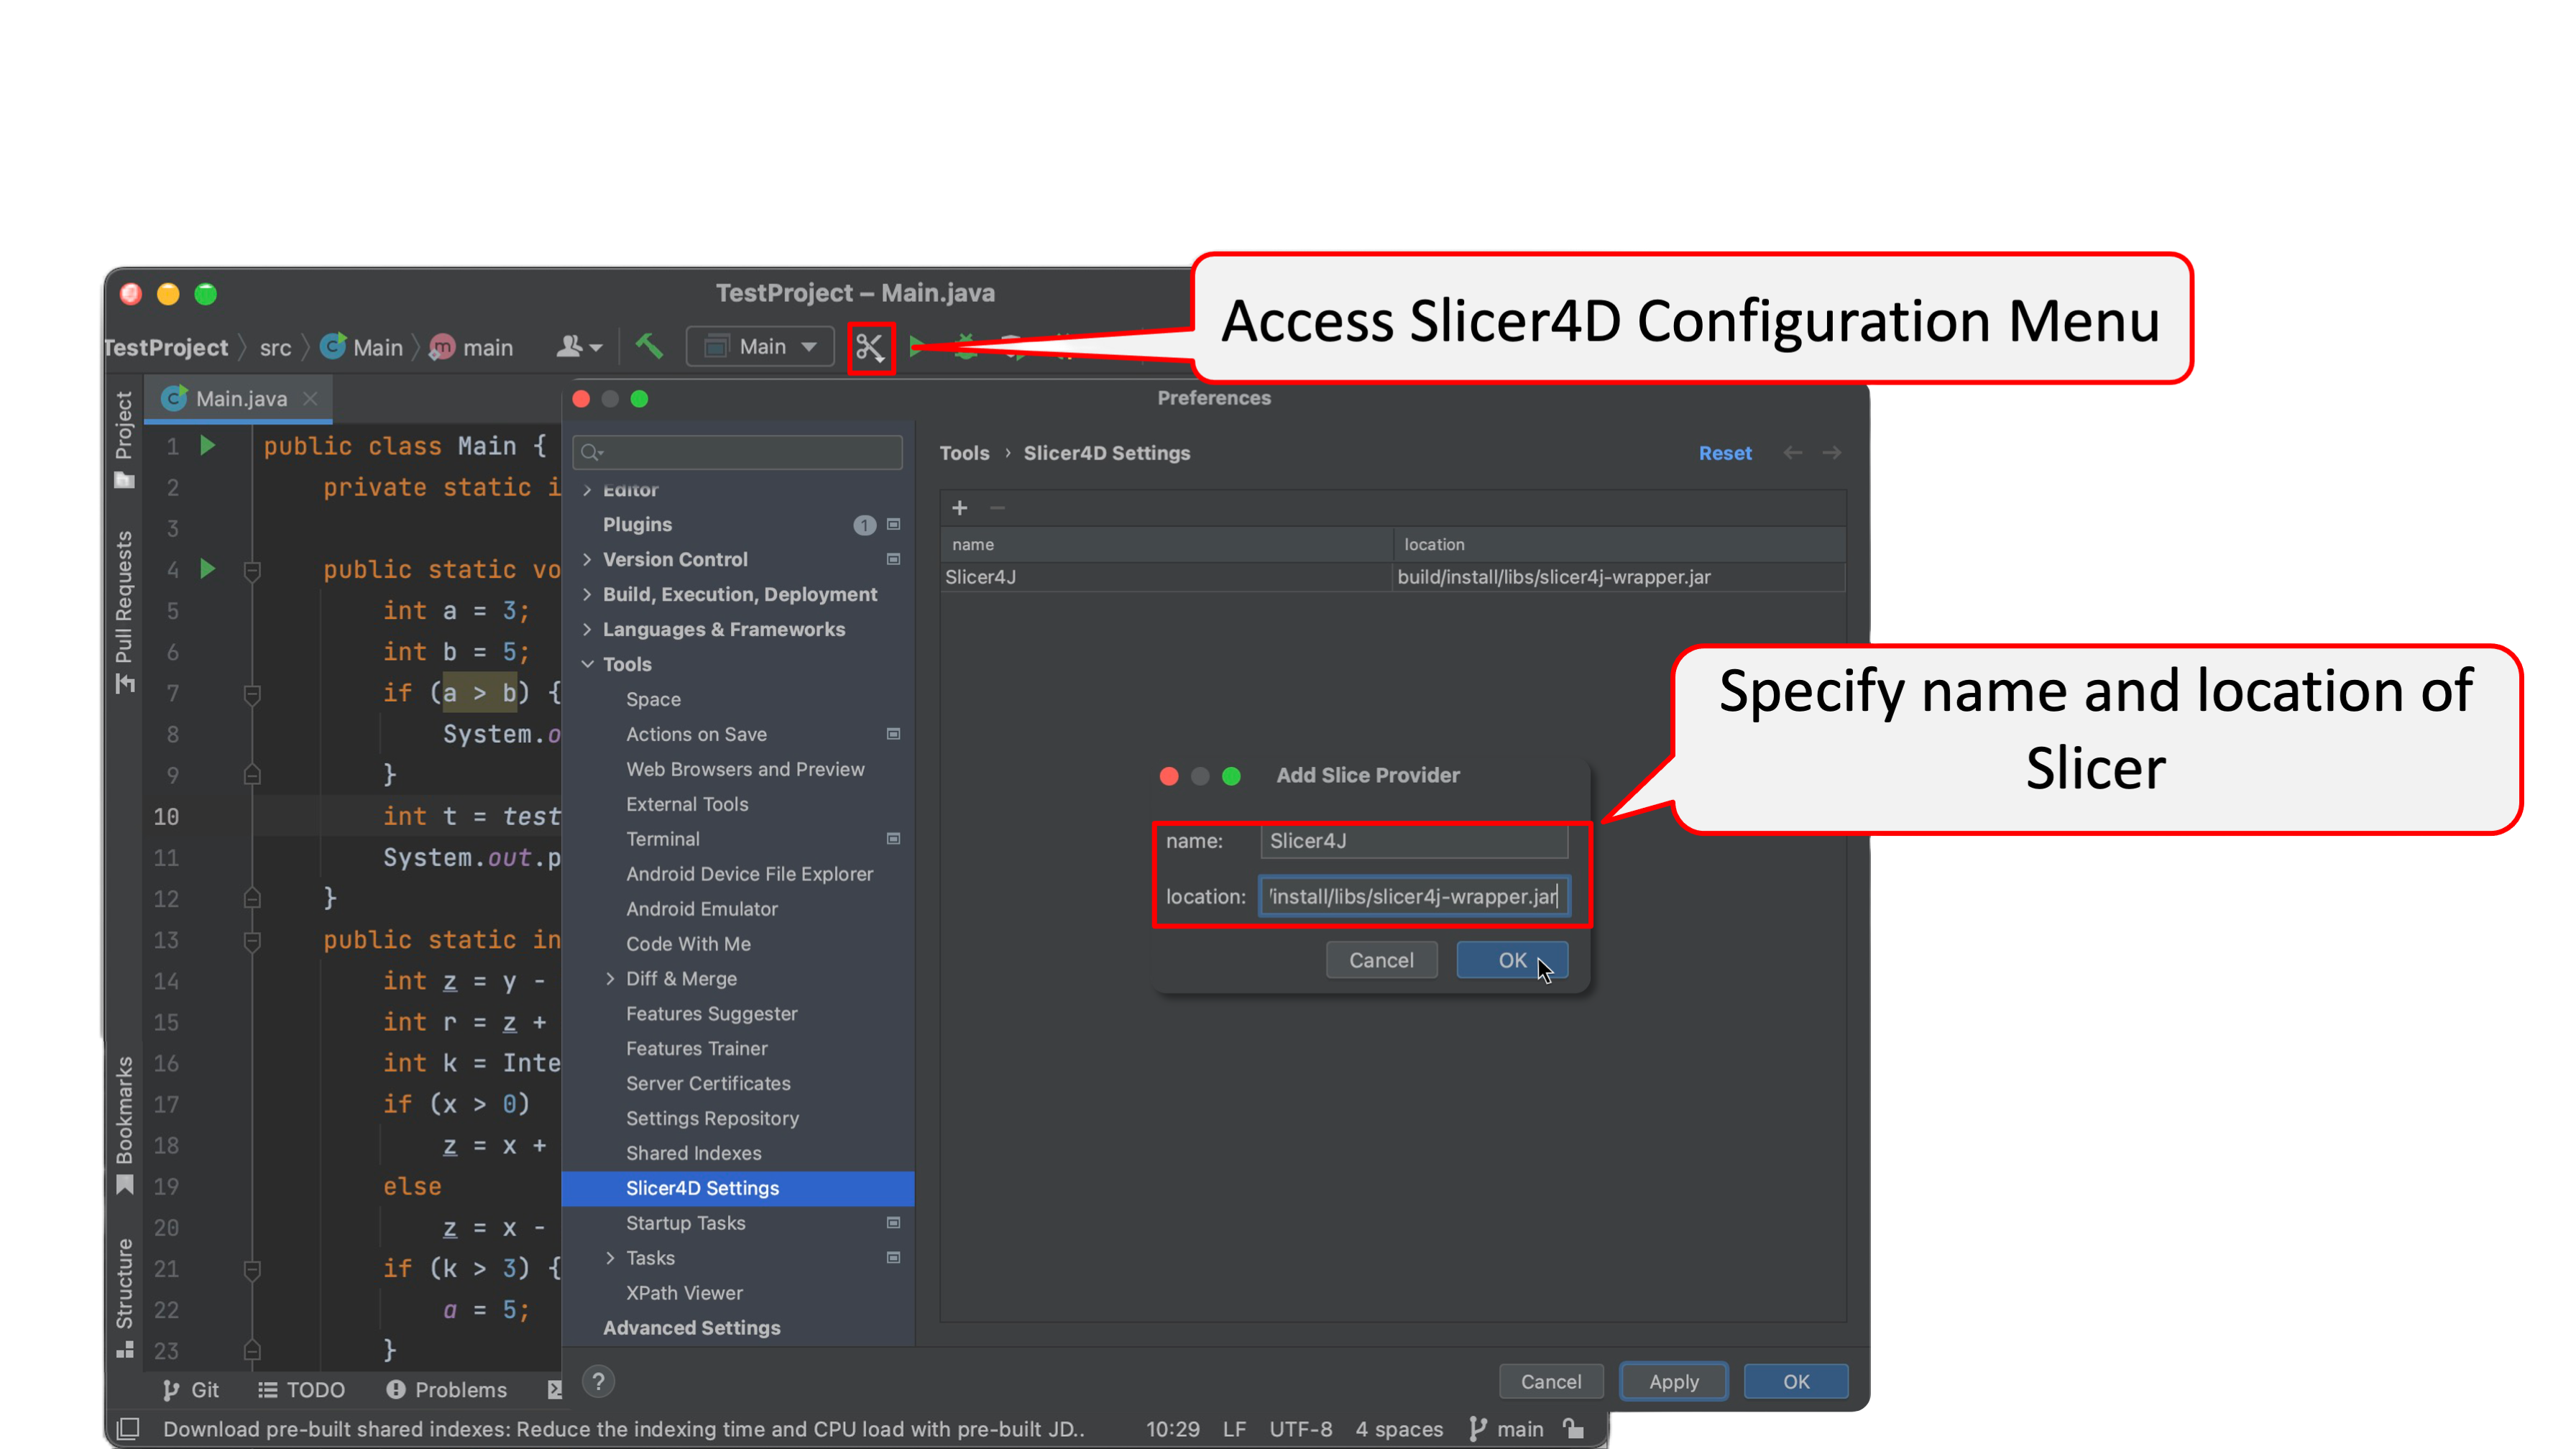 TestProject – Main.java
Access Slicer4D Configuration Menu
TestProject src Main main
Main
Main.java
Preferences
Project
Pull Requests
Bookmarks
Structure
1 public class Main {
2 private static i
3
4 public static vo
5 int a = 3;
6 int b = 5;
7 if (a > b) {
8 System.o
9 }
10 int t = test
11 System.out.p
12 }
13 public static in
14 int z = y -
15 int r = z +
16 int k = Inte
17 if (x > 0)
18 z = x +
19 else
20 z = x -
21 if (k > 3) {
22 a = 5;
23 }
Editor
Plugins 1
Version Control
Build, Execution, Deployment
Languages & Frameworks
Tools
Space
Actions on Save
Web Browsers and Preview
External Tools
Terminal
Android Device File Explorer
Android Emulator
Code With Me
Diff & Merge
Features Suggester
Features Trainer
Server Certificates
Settings Repository
Shared Indexes
Slicer4D Settings
Startup Tasks
Tasks
XPath Viewer
Advanced Settings
Tools › Slicer4D Settings
Reset
+ −
name location
Slicer4J build/install/libs/slicer4j-wrapper.jar
Specify name and location of
Slicer
Add Slice Provider
name: Slicer4J
location: /install/libs/slicer4j-wrapper.jar
Cancel OK
? Cancel Apply OK
Git TODO Problems
Download pre-built shared indexes: Reduce the indexing time and CPU load with pre-built JD.. 10:29 LF UTF-8 4 spaces main